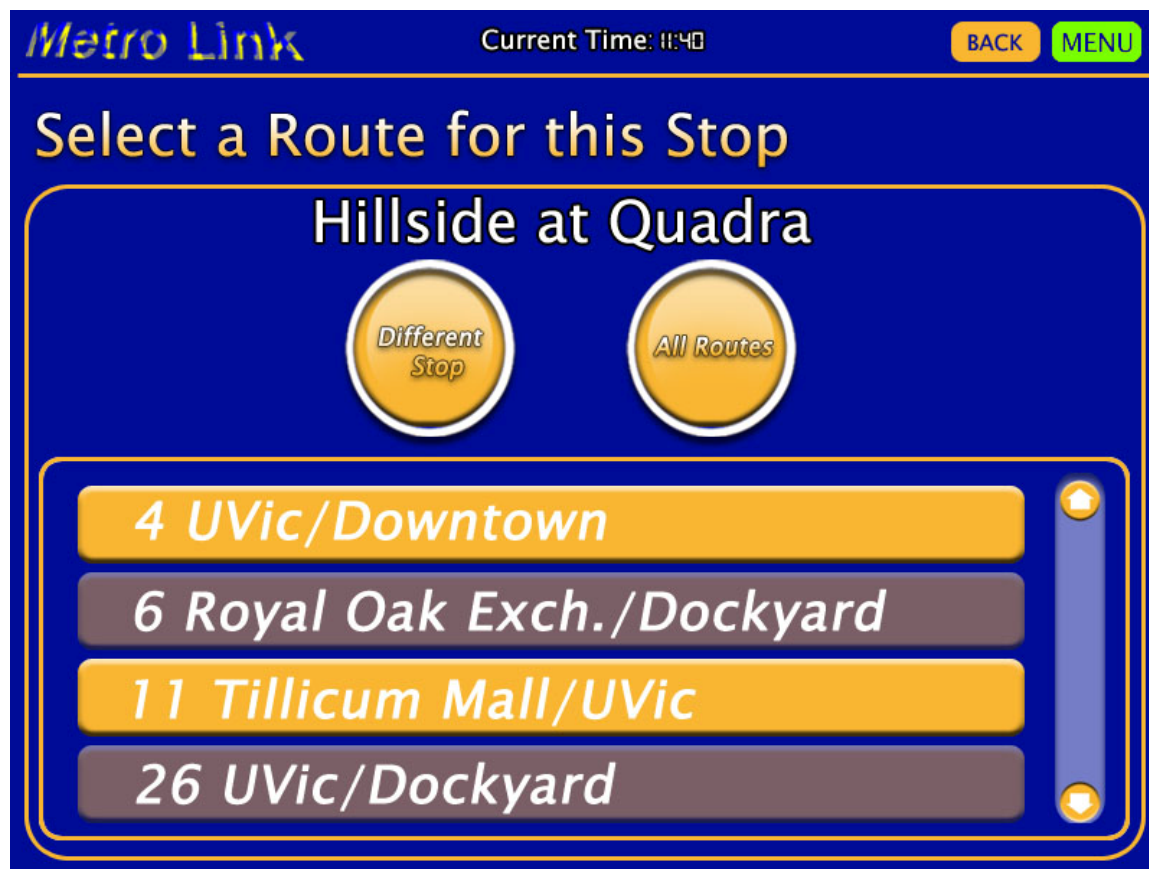 Metro Link
Current Time: 11:40
BACK
MENU
Select a Route for this Stop
Hillside at Quadra
Different
Stop
All Routes
4 UVic/Downtown
6 Royal Oak Exch./Dockyard
11 Tillicum Mall/UVic
26 UVic/Dockyard